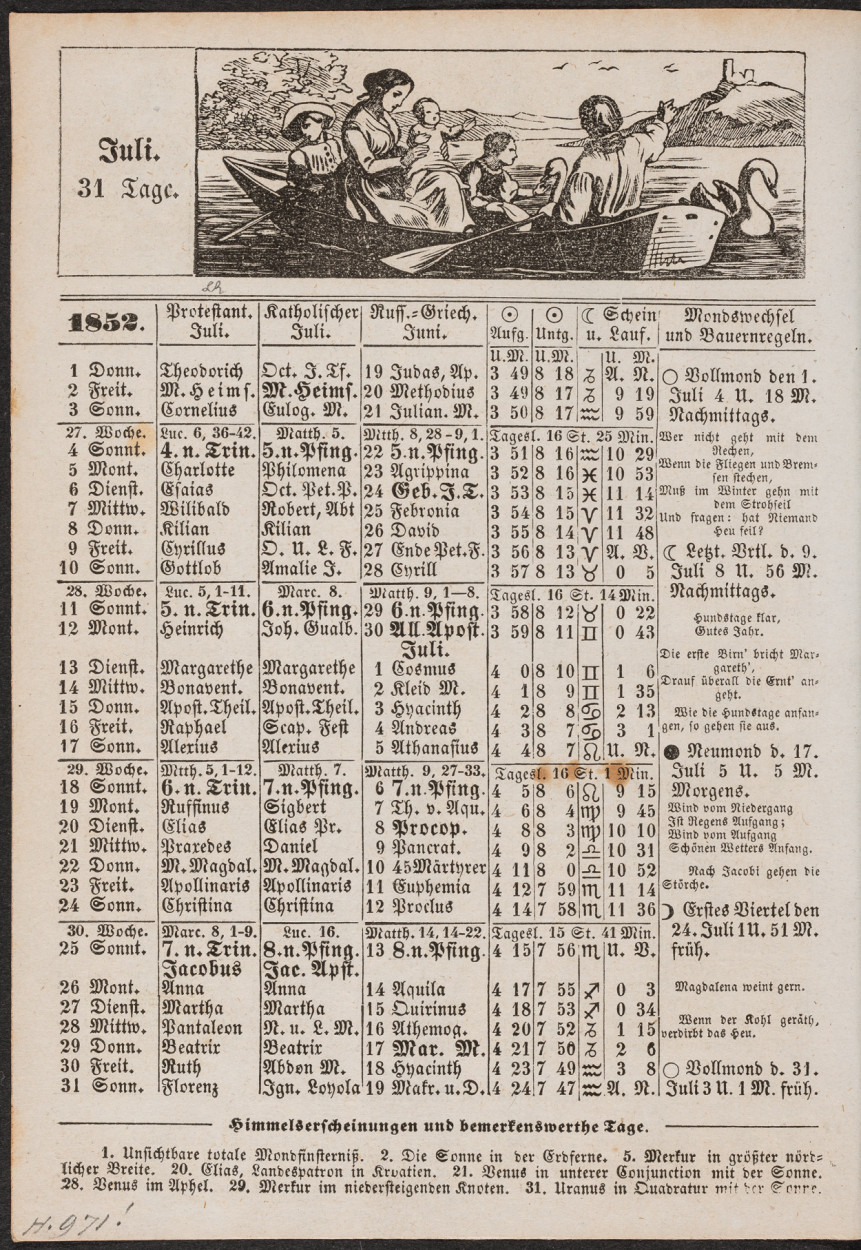 Juli.
31 Tage.
1852.
Protestant. Juli.
Katholischer Juli.
Russ.=Griech. Juni.
☉ Aufg.
☉ Untg.
☾ Schein u. Lauf.
Mondswechsel und Bauernregeln.
U. M. U. M. U. M.
1 Donn. Theodorich Oct. J. Tf. 19 Judas, Ap. 3 49 8 18 ♑ A. N.
2 Freit. M. Heims. M. Heims. 20 Methodius 3 49 8 17 ♑ 9 19
3 Sonn. Cornelius Eulog. M. 21 Julian. M. 3 50 8 17 ♒ 9 59
27. Woche. Luc. 6, 36-42. Matth. 5. Mtth. 8, 28-9, 1. Tagesl. 16 St. 25 Min.
4 Sonnt. 4. n. Trin. 5.n.Pfing. 22 5.n.Pfing. 3 51 8 16 ♒ 10 29
5 Mont. Charlotte Philomena 23 Agrippina 3 52 8 16 ♓ 10 53
6 Dienst. Esaias Oct. Pet.P. 24 Geb.J.T. 3 53 8 15 ♓ 11 14
7 Mittw. Wilibald Robert, Abt 25 Febronia 3 54 8 15 ♈ 11 32
8 Donn. Kilian Kilian 26 David 3 55 8 14 ♈ 11 48
9 Freit. Cyrillus O. U. L. F. 27 Ende Pet.F. 3 56 8 13 ♈ A. V.
10 Sonn. Gottlob Amalie J. 28 Cyrill 3 57 8 13 ♉ 0 5
28. Woche. Luc. 5, 1-11. Marc. 8. Matth. 9, 1—8. Tagesl. 16 St. 14 Min.
11 Sonnt. 5. n. Trin. 6.n.Pfing. 29 6.n.Pfing. 3 58 8 12 ♉ 0 22
12 Mont. Heinrich Joh. Gualb. 30 All.Apost. 3 59 8 11 ♊ 0 43
Juli.
13 Dienst. Margarethe Margarethe 1 Cosmus 4 0 8 10 ♊ 1 6
14 Mittw. Bonavent. Bonavent. 2 Kleid M. 4 1 8 9 ♊ 1 35
15 Donn. Apost.Theil. Apost.Theil. 3 Hyacinth 4 2 8 8 ♋ 2 13
16 Freit. Raphael Scap. Fest 4 Andreas 4 3 8 7 ♋ 3 1
17 Sonn. Alexius Alexius 5 Athanasius 4 4 8 7 ♌ U. N.
29. Woche. Mtth. 5, 1-12. Matth. 7. Matth. 9, 27-33. Tagesl. 16 St. 1 Min.
18 Sonnt. 6. n. Trin. 7.n.Pfing. 6 7.n.Pfing. 4 5 8 6 ♌ 9 15
19 Mont. Ruffinus Sigbert 7 Th. v. Aqu. 4 6 8 4 ♍ 9 45
20 Dienst. Elias Elias Pr. 8 Procop. 4 8 8 3 ♍ 10 10
21 Mittw. Praxedes Daniel 9 Pancrat. 4 9 8 2 ♎ 10 31
22 Donn. M. Magdal. M. Magdal. 10 45Märtyrer 4 11 8 0 ♎ 10 52
23 Freit. Apollinaris Apollinaris 11 Euphemia 4 12 7 59 ♏ 11 14
24 Sonn. Christina Christina 12 Proclus 4 14 7 58 ♏ 11 36
30. Woche. Marc. 8, 1-9. Luc. 16. Matth. 14, 14-22. Tagesl. 15 St. 41 Min.
25 Sonnt. 7. n. Trin. 8.n.Pfing. 13 8.n.Pfing. 4 15 7 56 ♏ U. V.
Jacobus Jac. Apst.
26 Mont. Anna Anna 14 Aquila 4 17 7 55 ♐ 0 3
27 Dienst. Martha Martha 15 Quirinus 4 18 7 53 ♐ 0 34
28 Mittw. Pantaleon N. u. L. M. 16 Athemog. 4 20 7 52 ♑ 1 15
29 Donn. Beatrix Beatrix 17 Mar. M. 4 21 7 50 ♑ 2 6
30 Freit. Ruth Abdon M. 18 Hyacinth 4 23 7 49 ♒ 3 8
31 Sonn. Florenz Ign. Loyola 19 Makr. u.D. 4 24 7 47 ♒ A. N.
○ Vollmond den 1.
Juli 4 U. 18 M.
Nachmittags.
Wer nicht geht mit dem
Rechen,
Wenn die Fliegen und Brem=
sen stechen,
Muß im Winter gehn mit
dem Strohseil
Und fragen: hat Niemand
Heu feil?
☾ Letzt. Vrtl. d. 9.
Juli 8 U. 56 M.
Nachmittags.
Hundstage klar,
Gutes Jahr.
Die erste Birn' bricht Mar=
gareth',
Drauf überall die Ernt' an=
geht.
Wie die Hundstage anfan=
gen, so gehen sie aus.
● Neumond d. 17.
Juli 5 U. 5 M.
Morgens.
Wind vom Niedergang
Ist Regens Aufgang;
Wind vom Aufgang
Schönen Wetters Anfang.
Nach Jacobi gehen die
Störche.
☽ Erstes Viertel den
24. Juli 1 U. 51 M.
früh.
Magdalena weint gern.
Wenn der Kohl geräth,
verdirbt das Heu.
○ Vollmond d. 31.
Juli 3 U. 1 M. früh.
Himmelserscheinungen und bemerkenswerthe Tage.
1. Unsichtbare totale Mondfinsterniß. 2. Die Sonne in der Erdferne. 5. Merkur in größter nörd=
licher Breite. 20. Elias, Landespatron in Kroatien. 21. Venus in unterer Conjunction mit der Sonne.
28. Venus im Aphel. 29. Merkur im niedersteigenden Knoten. 31. Uranus in Quadratur mit der Sonne.
H. 971!